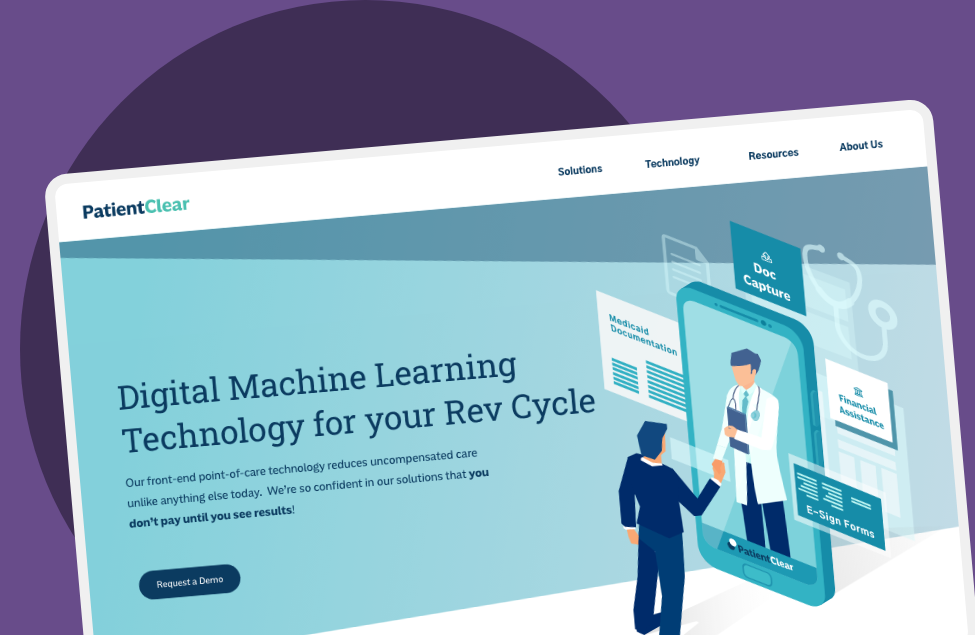 PatientClear
Solutions
Technology
Resources
About Us
Digital Machine Learning
Technology for your Rev Cycle
Our front-end point-of-care technology reduces uncompensated care
unlike anything else today. We're so confident in our solutions that you
don't pay until you see results!
Request a Demo
Doc
Capture
Medicaid
Documentation
Financial
Assistance
E-Sign Forms
PatientClear